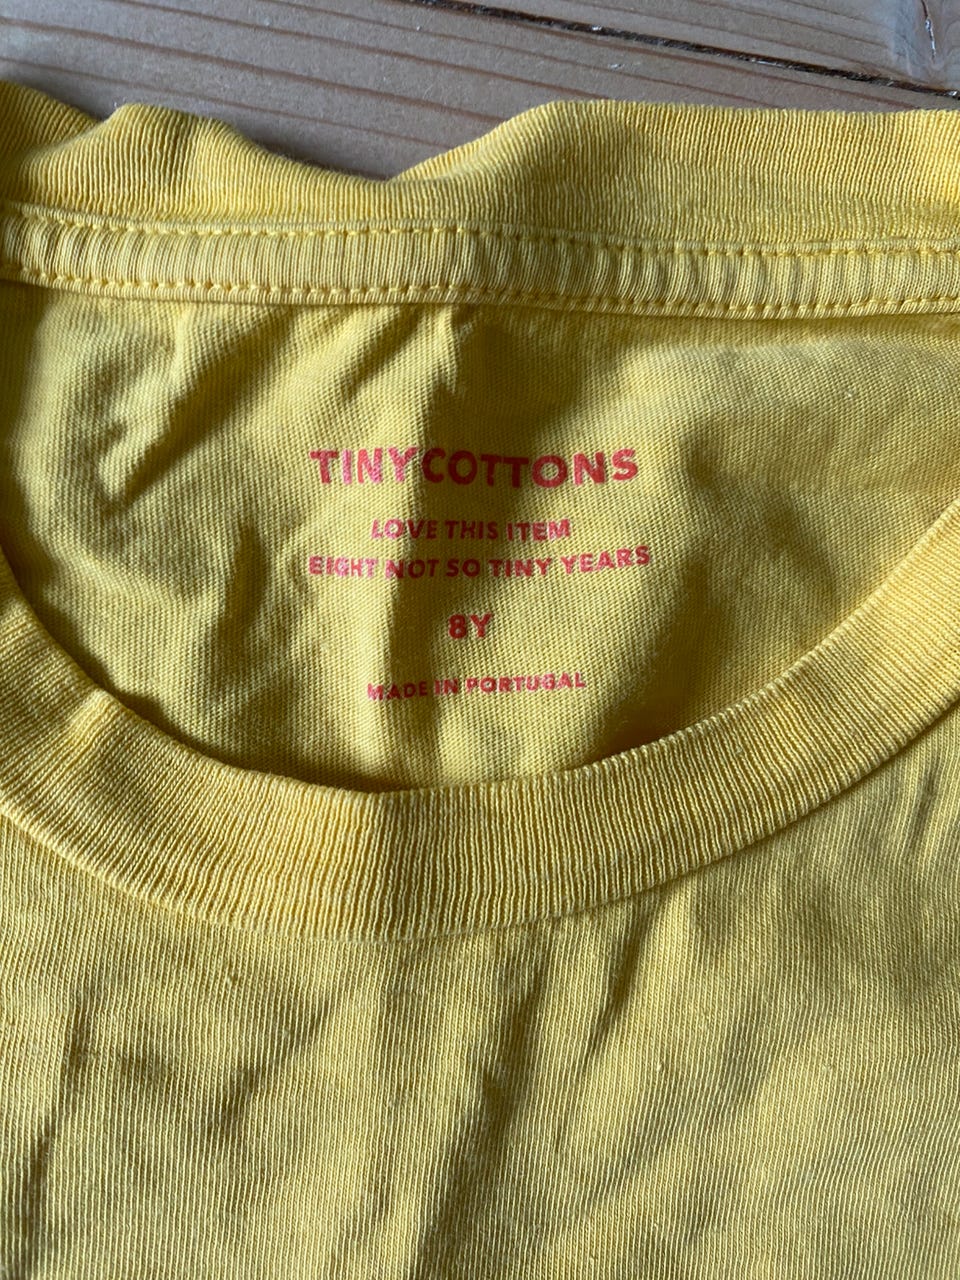 TINYCOTTONS
LOVE THIS ITEM
EIGHT NOT SO TINY YEARS
8Y
MADE IN PORTUGAL